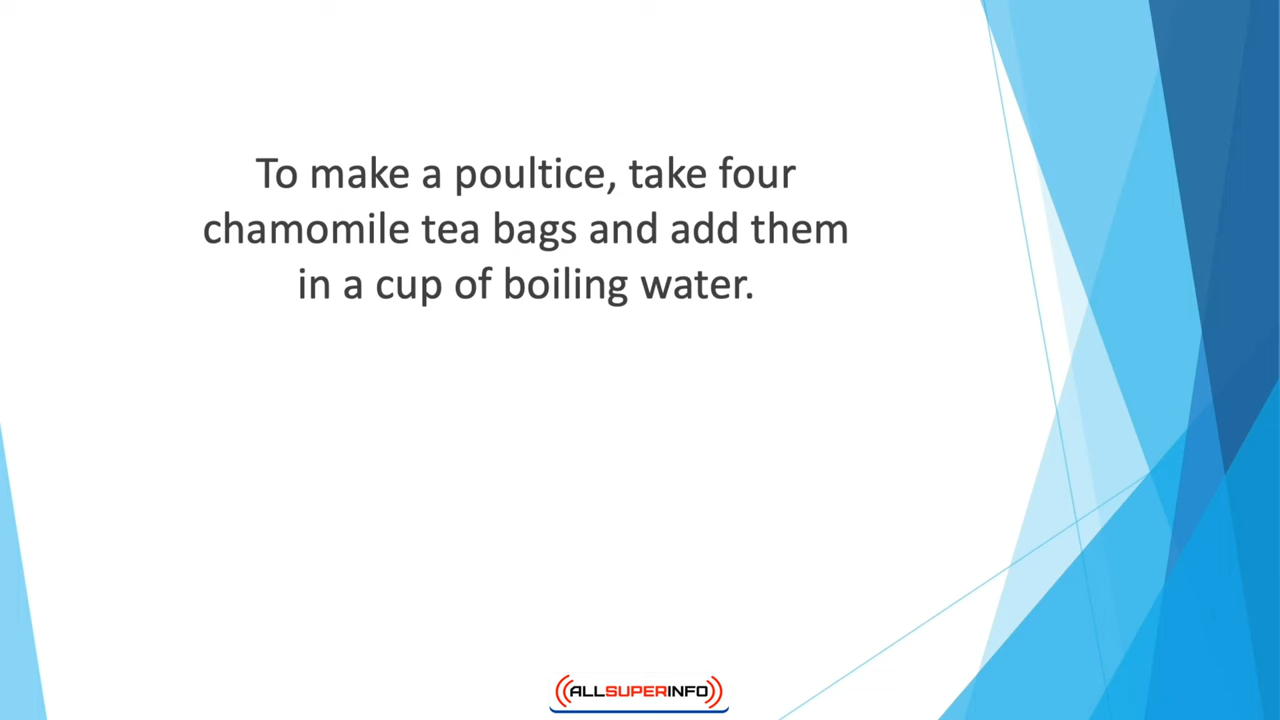 To make a poultice, take four
chamomile tea bags and add them
in a cup of boiling water.
ALLSUPERINFO